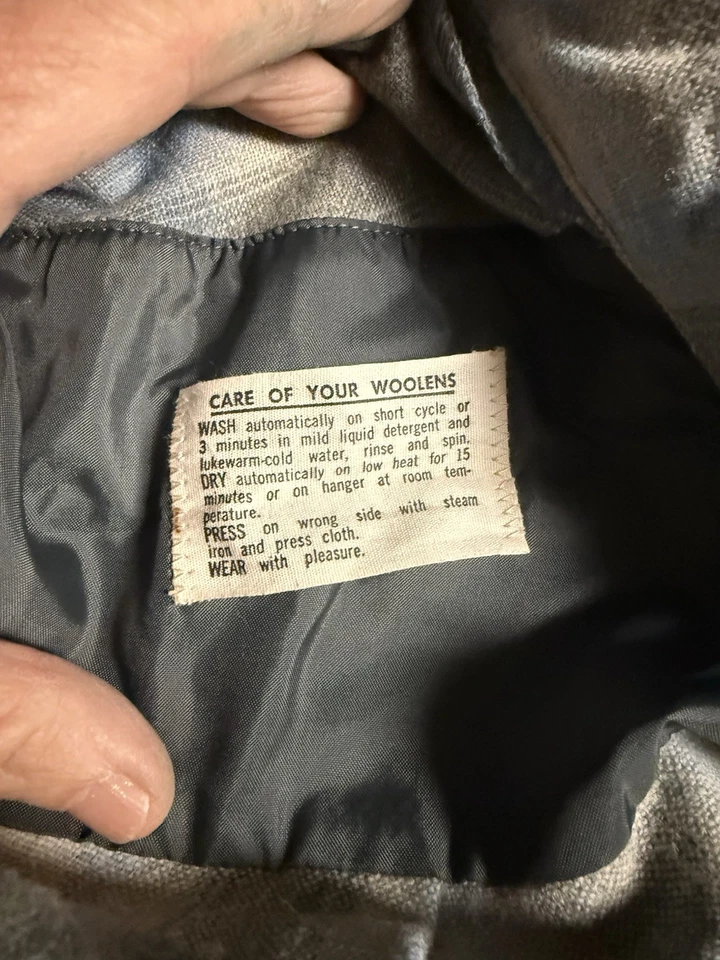 CARE OF YOUR WOOLENS
WASH automatically on short cycle or
3 minutes in mild liquid detergent and
lukewarm-cold water, rinse and spin.
DRY automatically on low heat for 15
minutes or on hanger at room tem-
perature.
PRESS on wrong side with steam
iron and press cloth.
WEAR with pleasure.